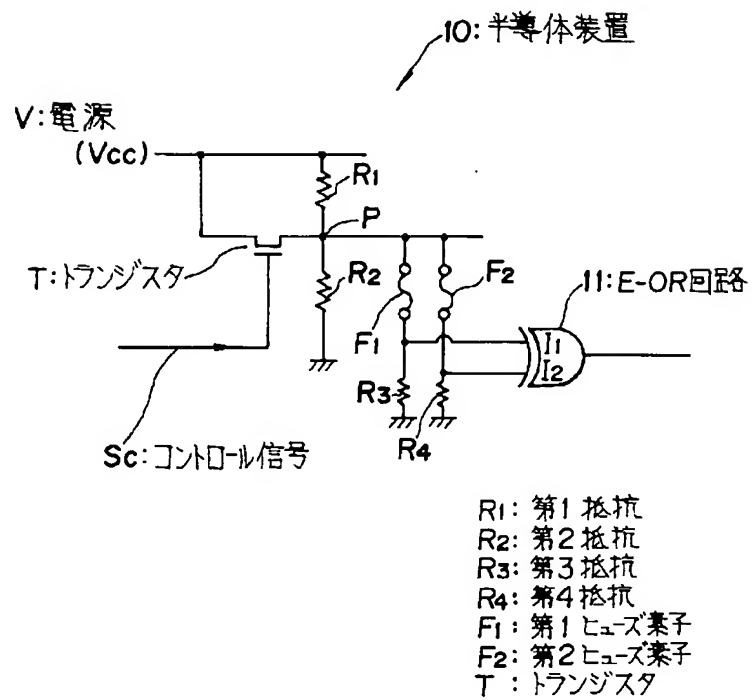 10:半導体装置
V:電源
(Vcc)
R1
P
T:トランジスタ
R2
F2
11:E-OR回路
F1
I1
I2
R3
R4
Sc:コントロール信号
R1: 第1抵抗
R2: 第2抵抗
R3: 第3抵抗
R4: 第4抵抗
F1: 第1ヒューズ素子
F2: 第2ヒューズ素子
T: トランジスタ